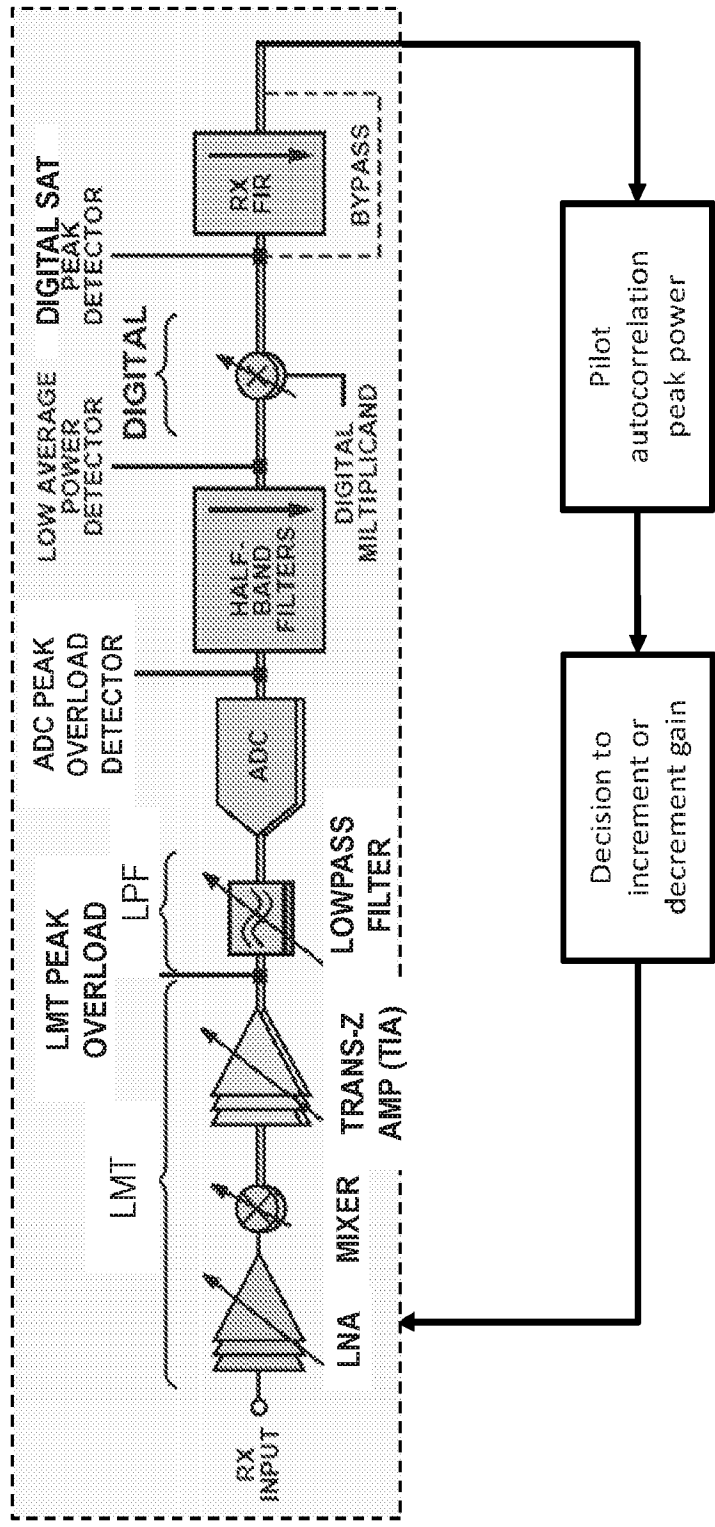 LMT
LMT PEAK
OVERLOAD
LPF
ADC PEAK
OVERLOAD
DETECTOR
LOW AVERAGE
POWER
DETECTOR
DIGITAL
DIGITAL SAT
PEAK
DETECTOR
RX
INPUT
LNA
MIXER
TRANS-Z
AMP (TIA)
LOWPASS
FILTER
ADC
HALF-
BAND
FILTERS
DIGITAL
MILTIPLICAND
RX
FIR
BYPASS
Decision to
increment or
decrement gain
Pilot
autocorrelation
peak power